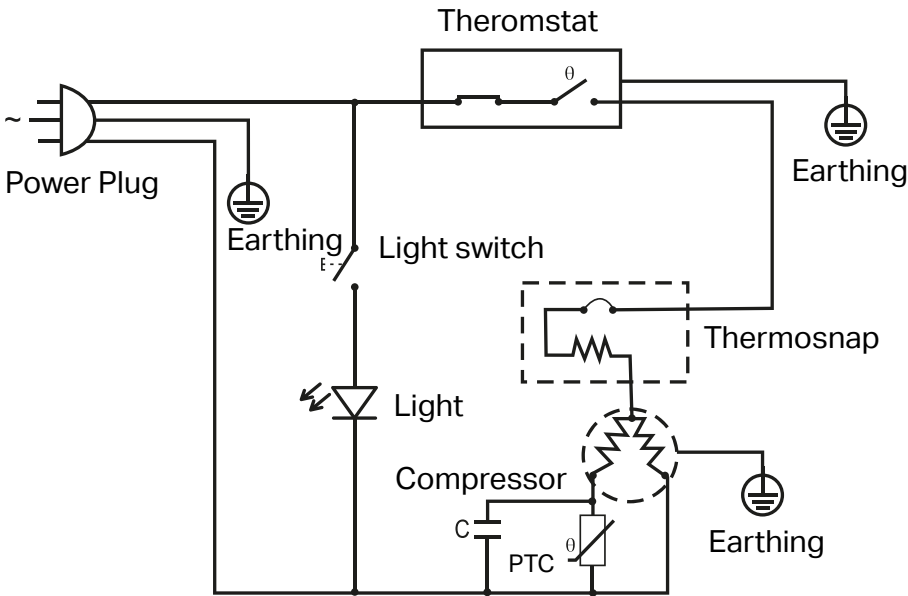 Theromstat
θ
~
Power Plug
Earthing
Earthing
Light switch
Thermosnap
Light
Compressor
C
θ
PTC
Earthing